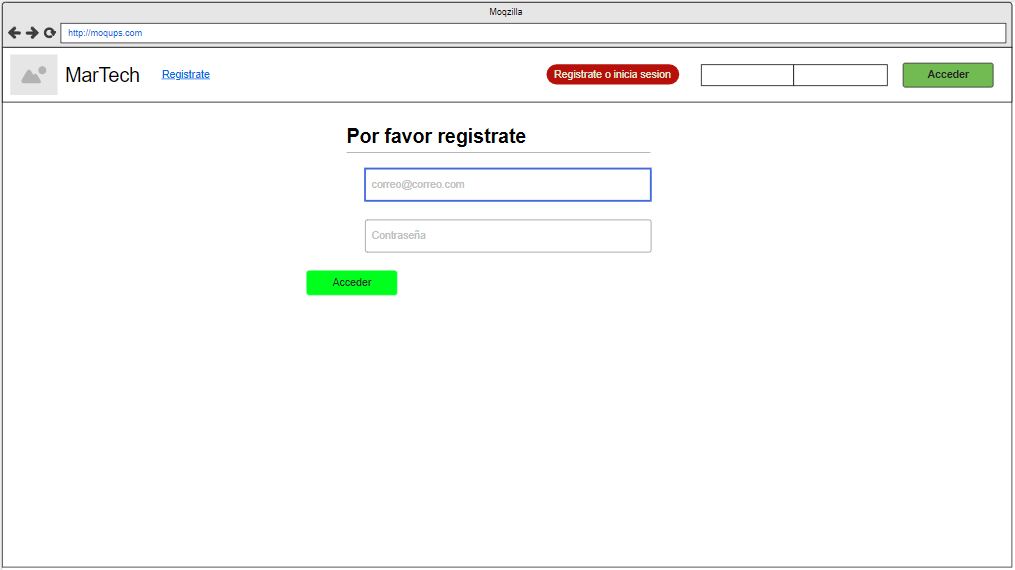 Moqzilla
http://moqups.com
MarTech
Registrate
Registrate o inicia sesion
Acceder
Por favor registrate
correo@correo.com
Contraseña
Acceder